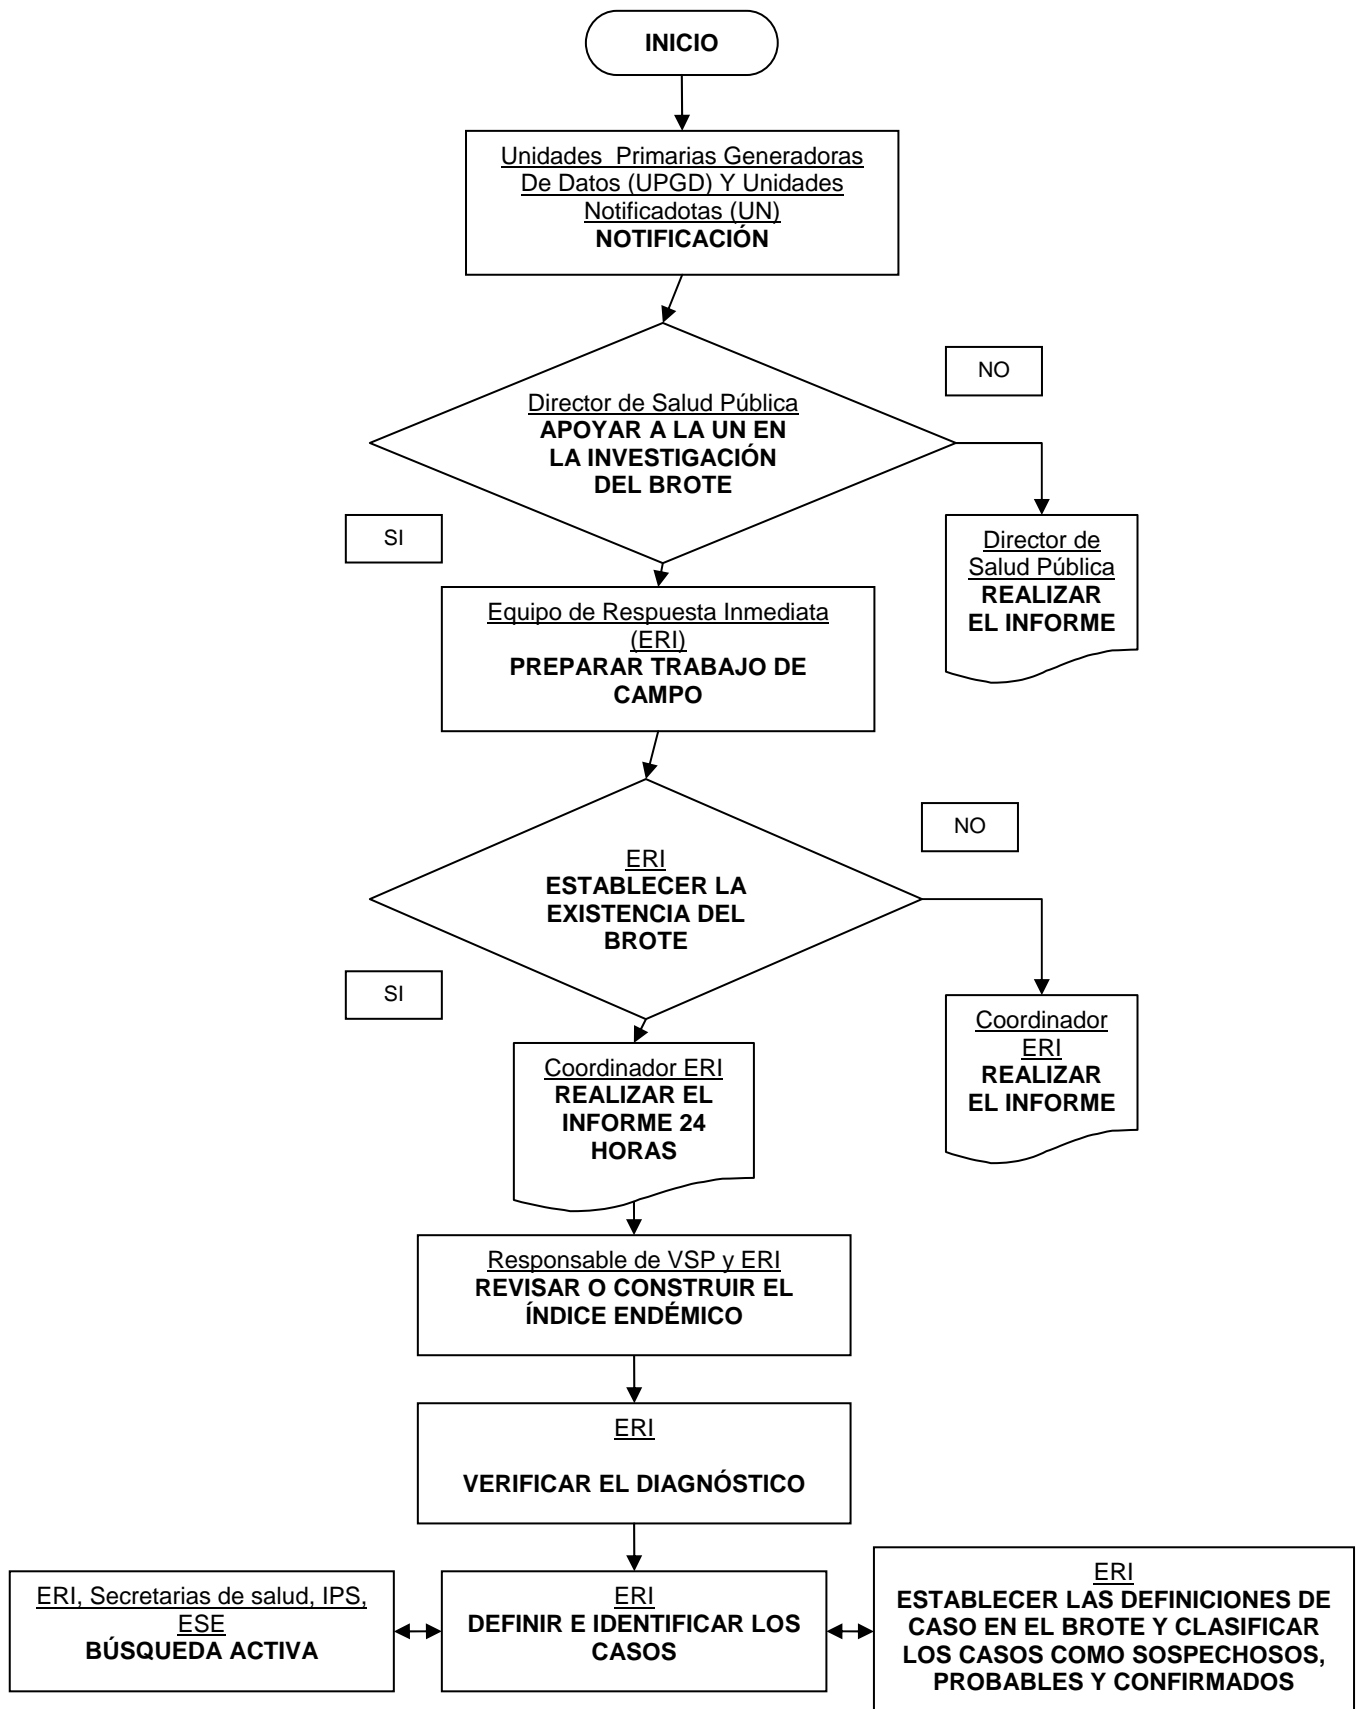 INICIO
Unidades Primarias Generadoras
De Datos (UPGD) Y Unidades
Notificadotas (UN)
NOTIFICACIÓN
NO
Director de Salud Pública
APOYAR A LA UN EN
LA INVESTIGACIÓN
DEL BROTE
SI
Director de
Salud Pública
REALIZAR
EL INFORME
Equipo de Respuesta Inmediata
(ERI)
PREPARAR TRABAJO DE
CAMPO
NO
ERI
ESTABLECER LA
EXISTENCIA DEL
BROTE
SI
Coordinador
ERI
REALIZAR
EL INFORME
Coordinador ERI
REALIZAR EL
INFORME 24
HORAS
Responsable de VSP y ERI
REVISAR O CONSTRUIR EL
ÍNDICE ENDÉMICO
ERI
VERIFICAR EL DIAGNÓSTICO
ERI, Secretarias de salud, IPS,
ESE
BÚSQUEDA ACTIVA
ERI
DEFINIR E IDENTIFICAR LOS
CASOS
ERI
ESTABLECER LAS DEFINICIONES DE
CASO EN EL BROTE Y CLASIFICAR
LOS CASOS COMO SOSPECHOSOS,
PROBABLES Y CONFIRMADOS